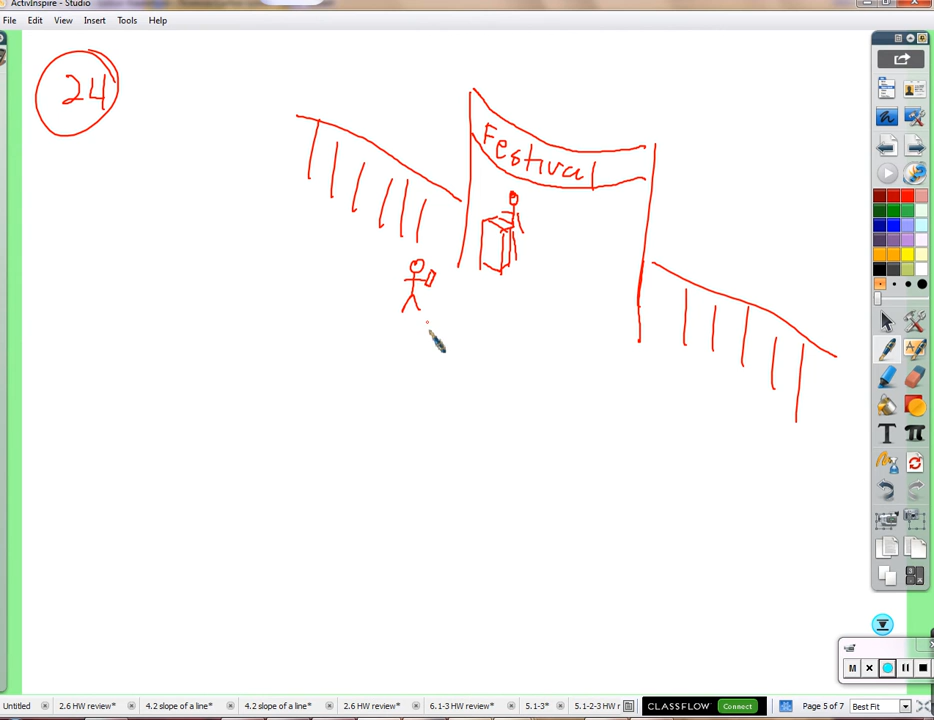 ActivInspire - Studio
File Edit View Insert Tools Help
24
Festival
Untitled 2.6 HW review* 4.2 slope of a line* 4.2 slope of a line* 2.6 HW review* 6.1-3 HW review* 5.1-3* 5.1-2-3 HW r CLASSFLOW Connect Page 5 of 7 Best Fit
M